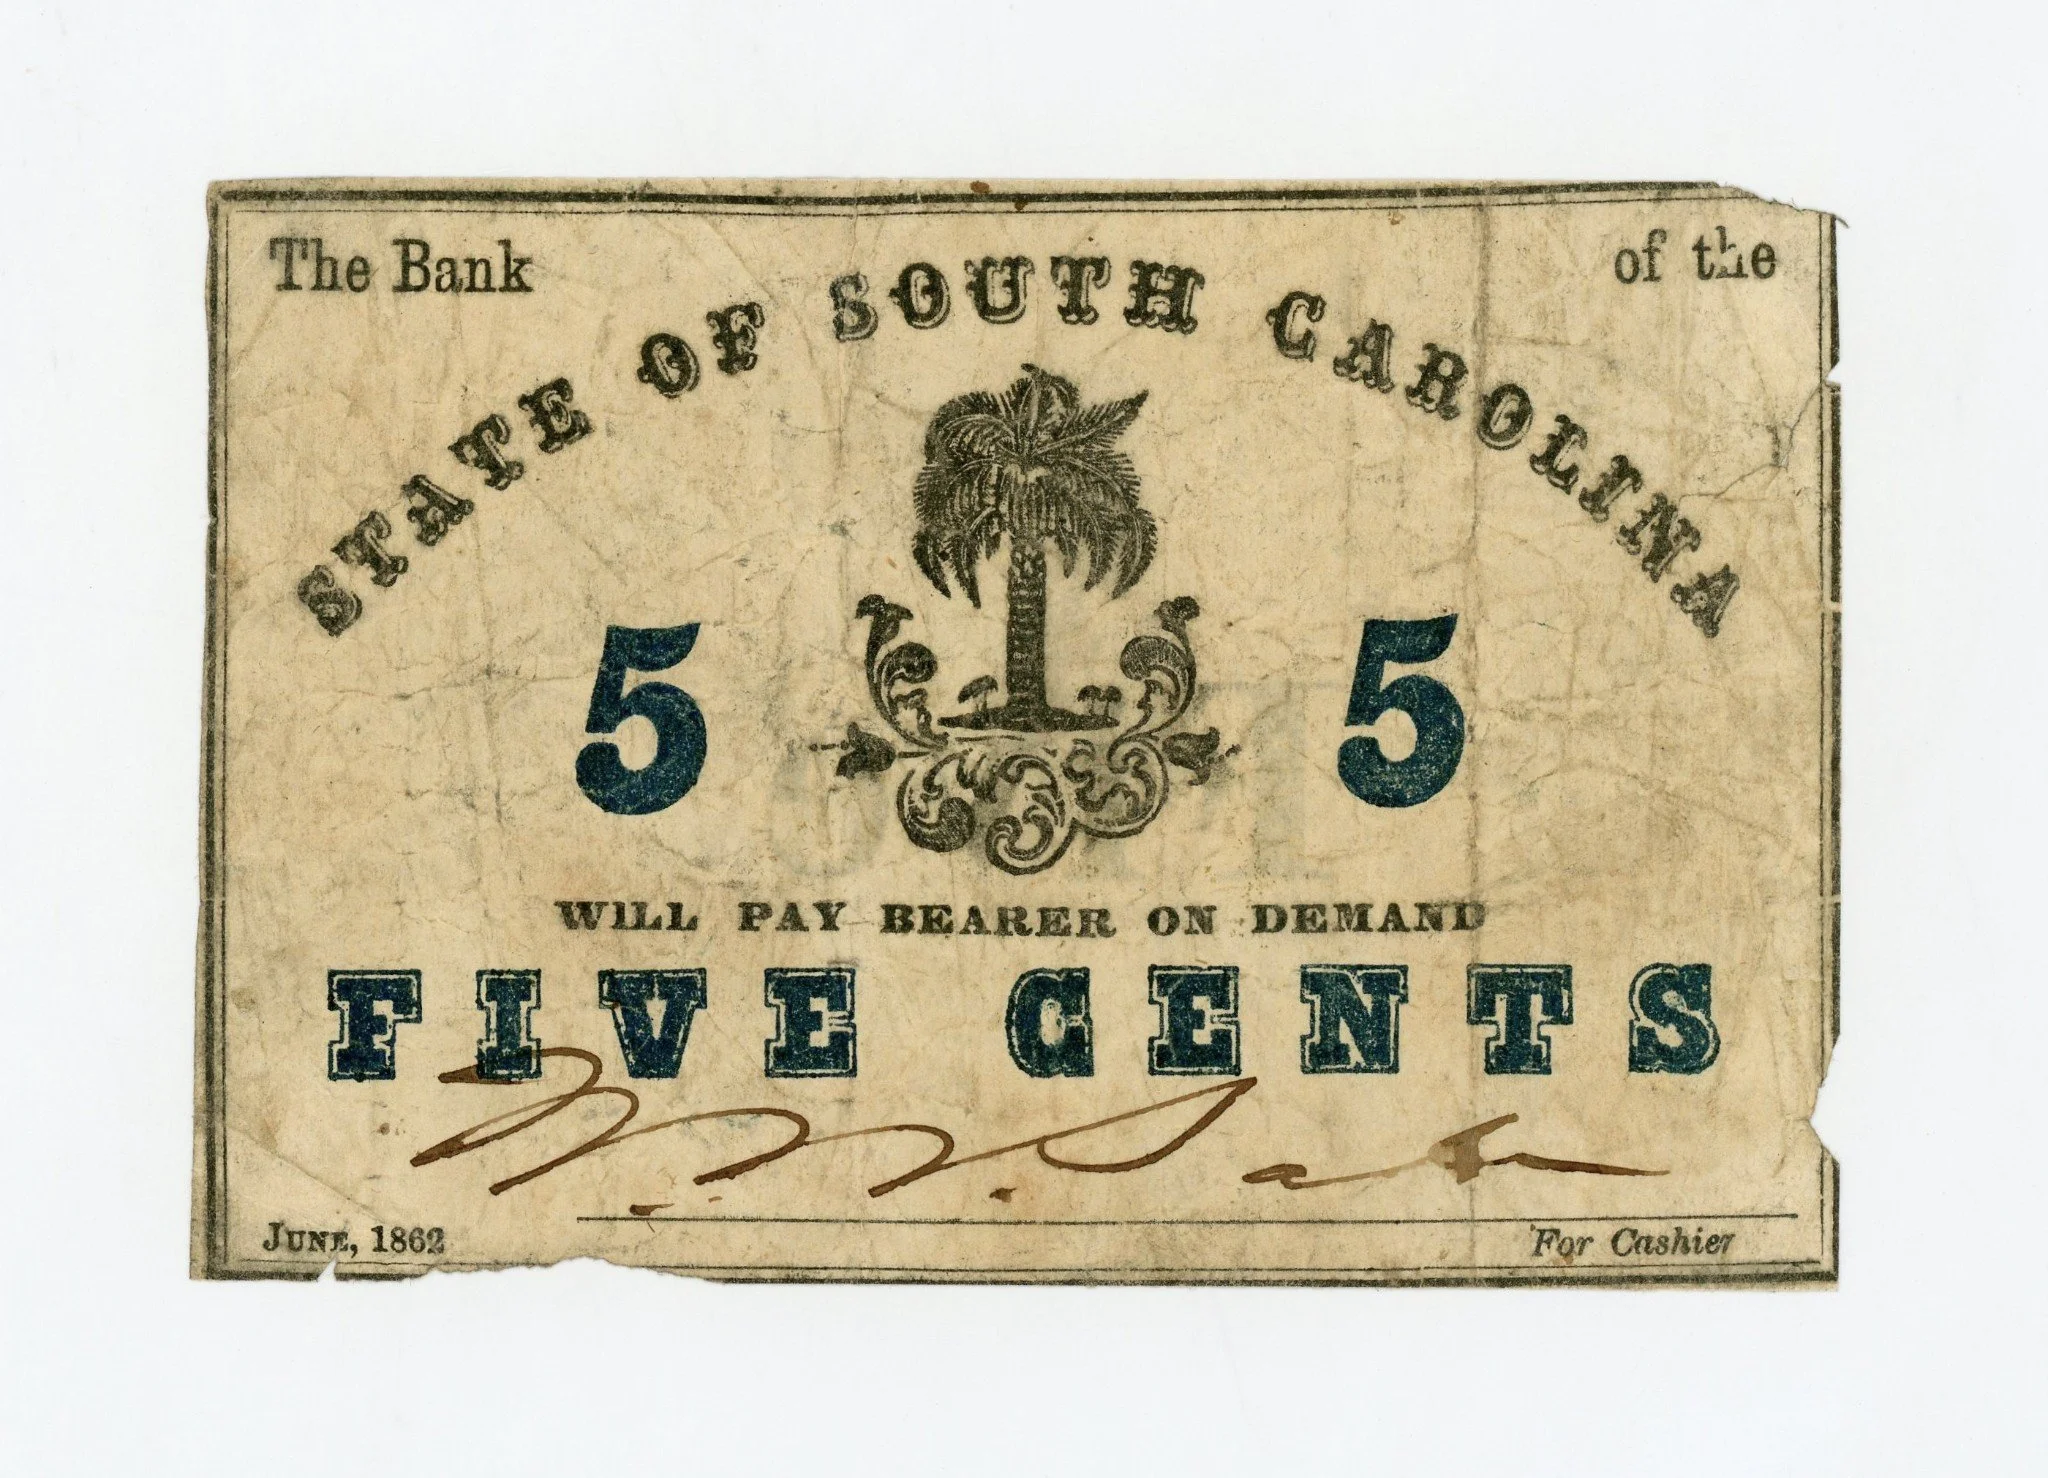 The Bank of the
STATE OF SOUTH CAROLINA
5 5
WILL PAY BEARER ON DEMAND
FIVE CENTS
JUNE, 1862 For Cashier